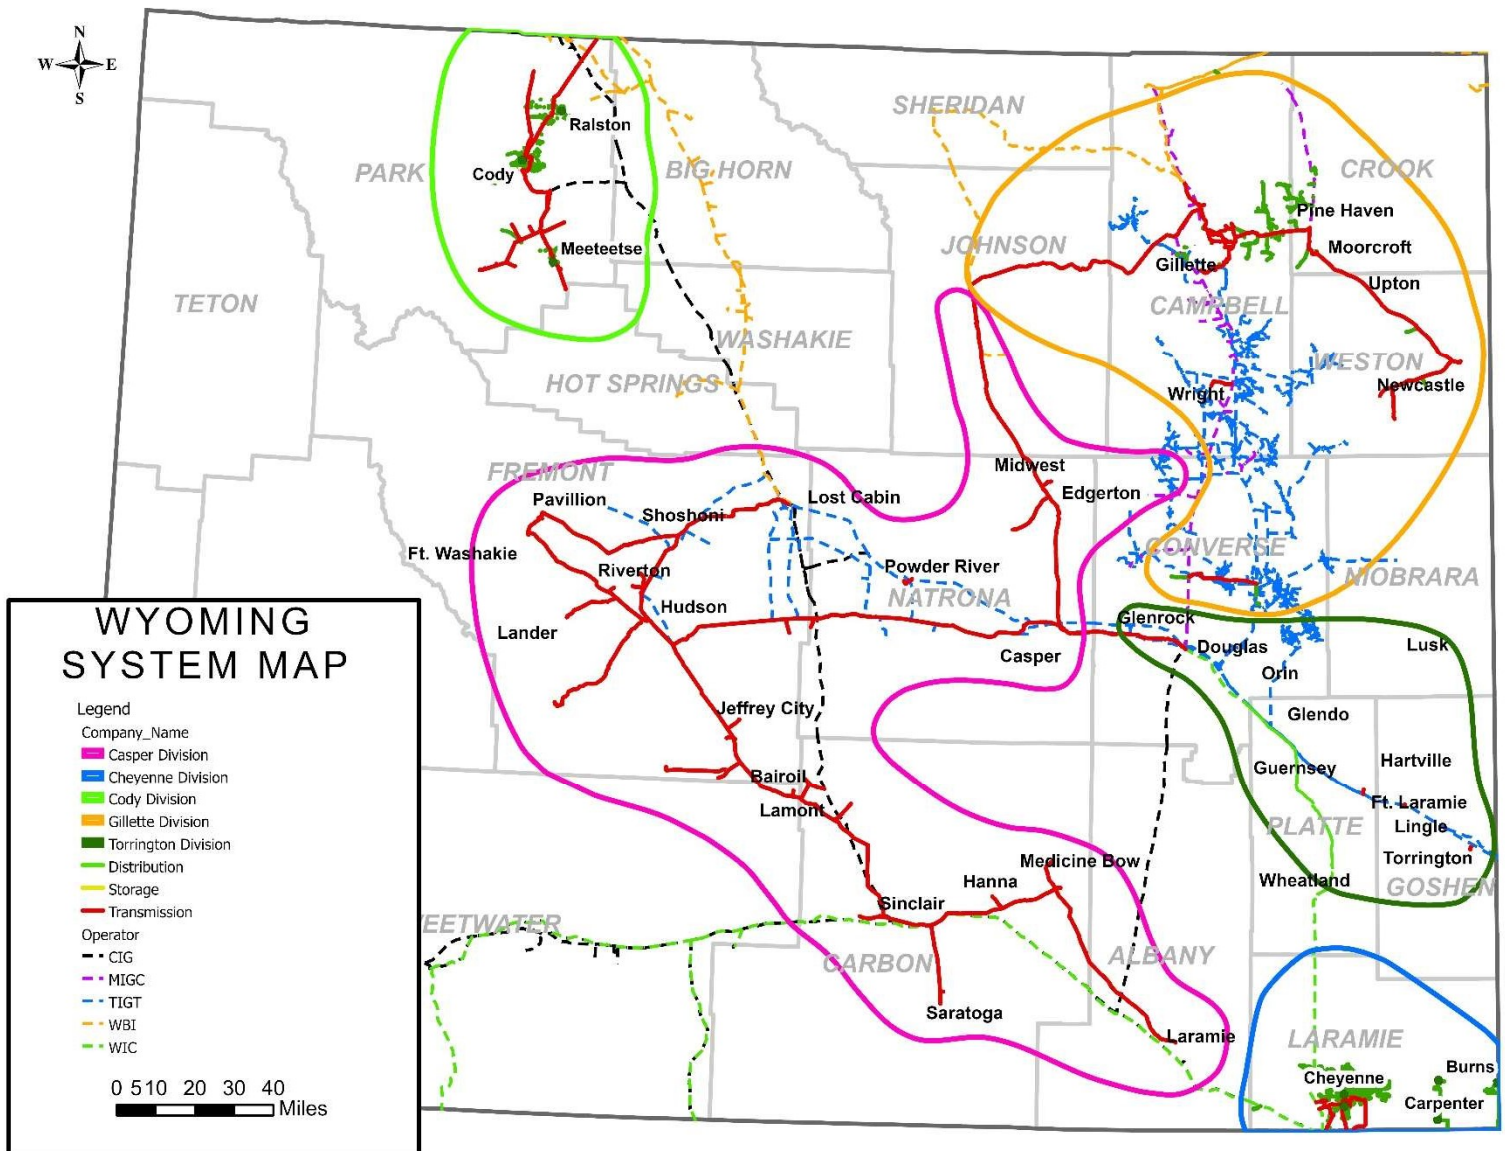 N
W E
S
SHERIDAN
Ralston
PARK
BIG HORN
CROOK
Cody
Pine Haven
Meeteetse
JOHNSON
Moorcroft
Gillette
Upton
TETON
CAMPBELL
WASHAKIE
WESTON
HOT SPRINGS
Newcastle
Wright
FREMONT
Midwest
Pavillion
Lost Cabin
Edgerton
Shoshoni
Ft. Washakie
CONVERSE
Riverton
Powder River
NIOBRARA
NATRONA
Hudson
Glenrock
Lander
Casper
Douglas
Lusk
Orin
Jeffrey City
Glendo
Bairoil
Guernsey
Hartville
Lamont
Ft. Laramie
PLATTE
Lingle
Medicine Bow
Torrington
Hanna
Wheatland
GOSHEN
Sinclair
EETWATER
CARBON
ALBANY
Saratoga
Laramie
LARAMIE
Cheyenne
Burns
Carpenter
WYOMING
SYSTEM MAP
Legend
Company_Name
Casper Division
Cheyenne Division
Cody Division
Gillette Division
Torrington Division
Distribution
Storage
Transmission
Operator
CIG
MIGC
TIGT
WBI
WIC
0 5 10 20 30 40
Miles